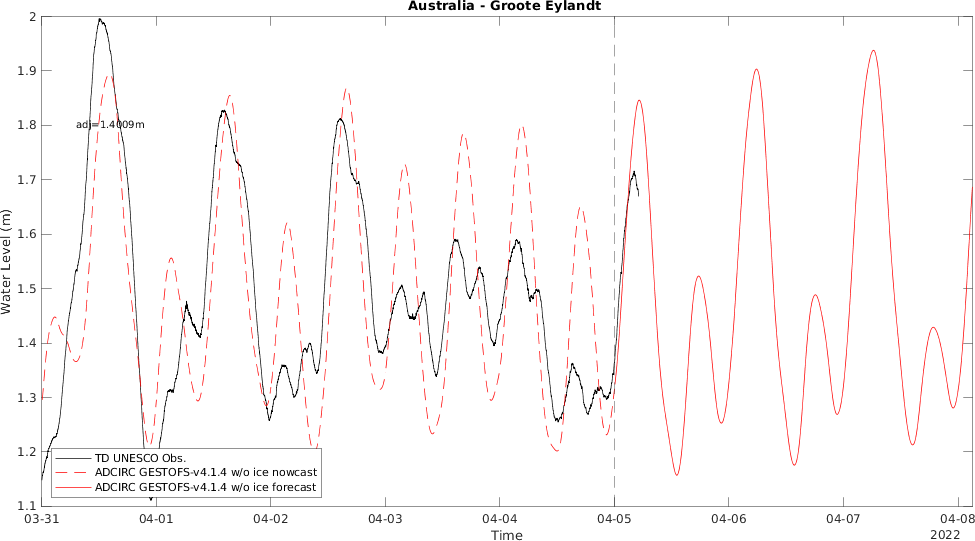 Australia - Groote Eylandt
2
1.9
1.8
adj=1.4009m
1.7
1.6
Water Level (m)
1.5
1.4
1.3
1.2
1.1
TD UNESCO Obs.
ADCIRC GESTOFS-v4.1.4 w/o ice nowcast
ADCIRC GESTOFS-v4.1.4 w/o ice forecast
03-31 04-01 04-02 04-03 04-04 04-05 04-06 04-07 04-08
Time
2022